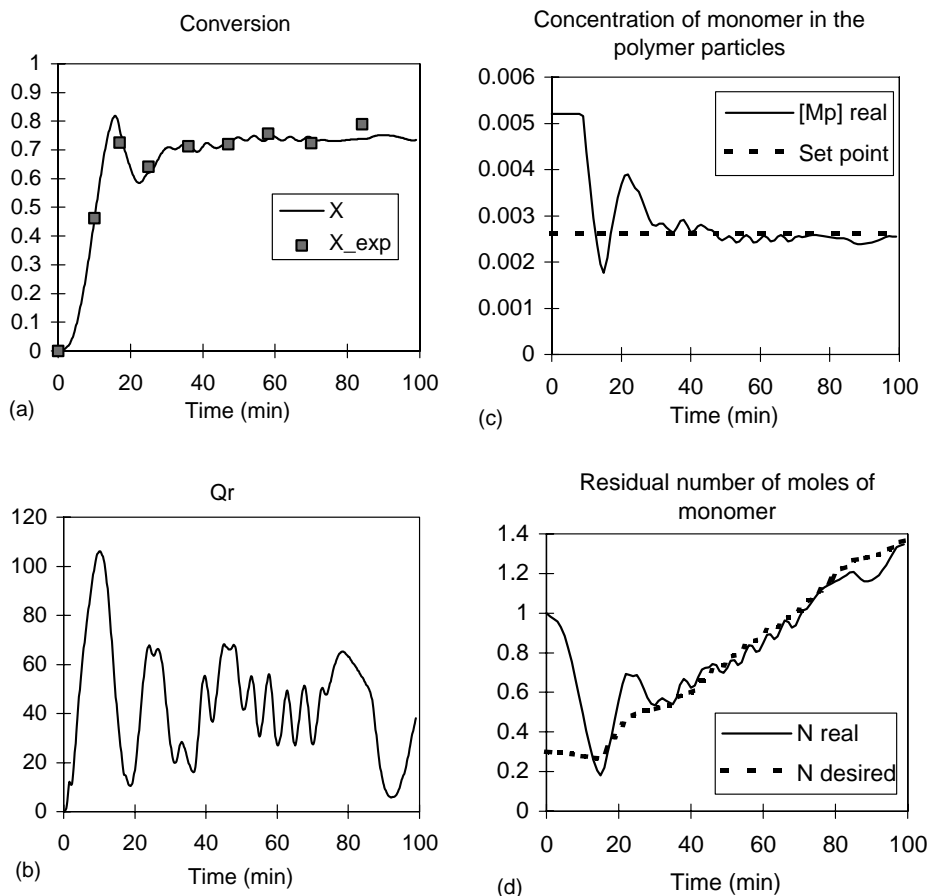 Conversion
1
0.9
0.8
0.7
0.6
0.5
0.4
0.3
0.2
0.1
0
X
X_exp
0 20 40 60 80 100
Time (min)
(a)
Concentration of monomer in the
polymer particles
0.006
0.005
0.004
0.003
0.002
0.001
0
[Mp] real
Set point
0 20 40 60 80 100
Time (min)
(c)
Qr
120
100
80
60
40
20
0
0 20 40 60 80 100
Time (min)
(b)
Residual number of moles of
monomer
1.4
1.2
1
0.8
0.6
0.4
0.2
0
N real
N desired
0 20 40 60 80 100
Time (min)
(d)